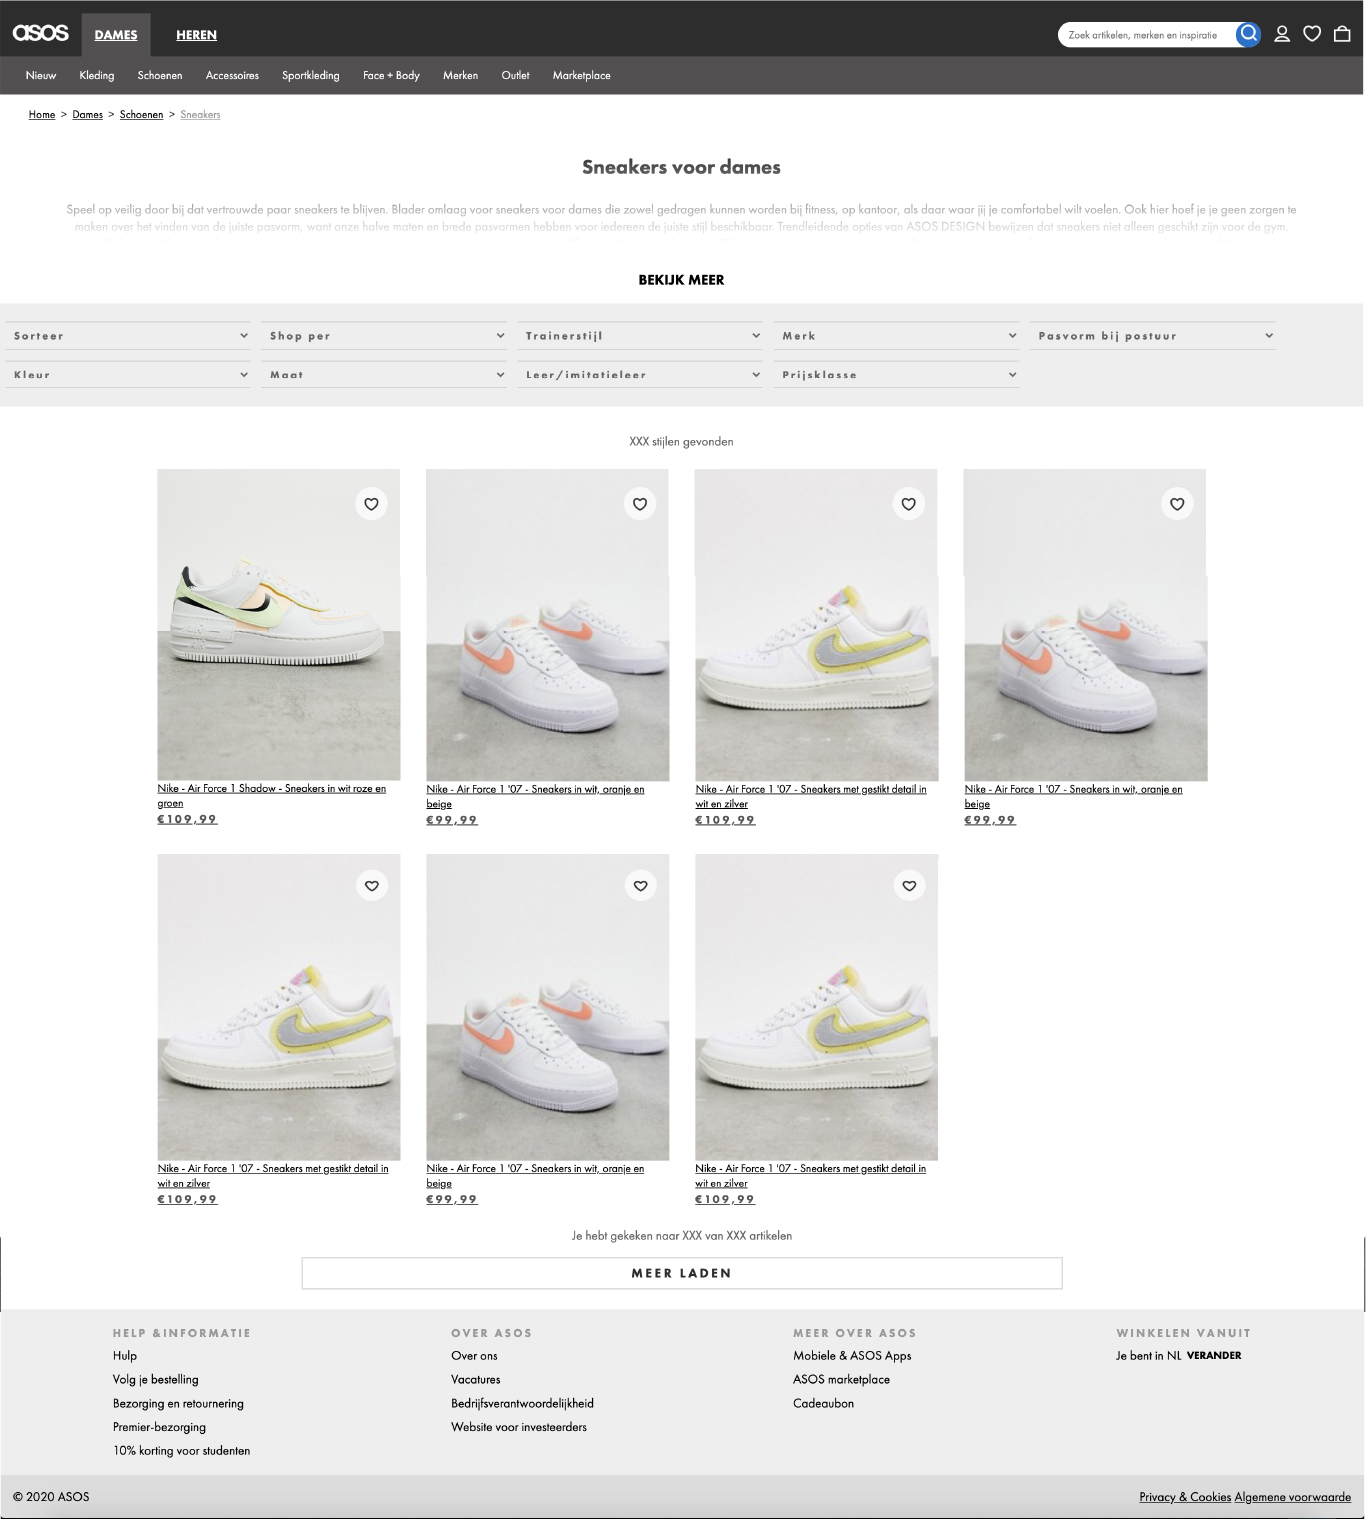 asos DAMES HEREN Zoek artikelen, merken en inspiratie
Nieuw Kleding Schoenen Accessoires Sportkleding Face + Body Merken Outlet Marketplace
Home > Dames > Schoenen > Sneakers
Sneakers voor dames
Speel op veilig door bij dat vertrouwde paar sneakers te blijven. Blader omlaag voor sneakers voor dames die zowel gedragen kunnen worden bij fitness, op kantoor, als daar waar jij je comfortabel wilt voelen. Ook hier hoef je je geen zorgen te
maken over het vinden van de juiste pasvorm, want onze halve maten en brede pasvormen hebben voor iedereen de juiste stijl beschikbaar. Trendleidende opties van ASOS DESIGN bewijzen dat sneakers niet alleen geschikt zijn voor de gym.
BEKIJK MEER
Sorteer Shop per Trainerstijl Merk Pasvorm bij postuur
Kleur Maat Leer/imitatieleer Prijsklasse
XXX stijlen gevonden
Nike - Air Force 1 Shadow - Sneakers in wit roze en
groen
€109,99
Nike - Air Force 1 '07 - Sneakers in wit, oranje en
beige
€99,99
Nike - Air Force 1 '07 - Sneakers met gestikt detail in
wit en zilver
€109,99
Nike - Air Force 1 '07 - Sneakers in wit, oranje en
beige
€99,99
Nike - Air Force 1 '07 - Sneakers met gestikt detail in
wit en zilver
€109,99
Nike - Air Force 1 '07 - Sneakers in wit, oranje en
beige
€99,99
Nike - Air Force 1 '07 - Sneakers met gestikt detail in
wit en zilver
€109,99
Je hebt gekeken naar XXX van XXX artikelen
MEER LADEN
HELP &INFORMATIE
Hulp
Volg je bestelling
Bezorging en retournering
Premier-bezorging
10% korting voor studenten
OVER ASOS
Over ons
Vacatures
Bedrijfsverantwoordelijkheid
Website voor investeerders
MEER OVER ASOS
Mobiele & ASOS Apps
ASOS marketplace
Cadeaubon
WINKELEN VANUIT
Je bent in NL VERANDER
© 2020 ASOS
Privacy & Cookies Algemene voorwaarde